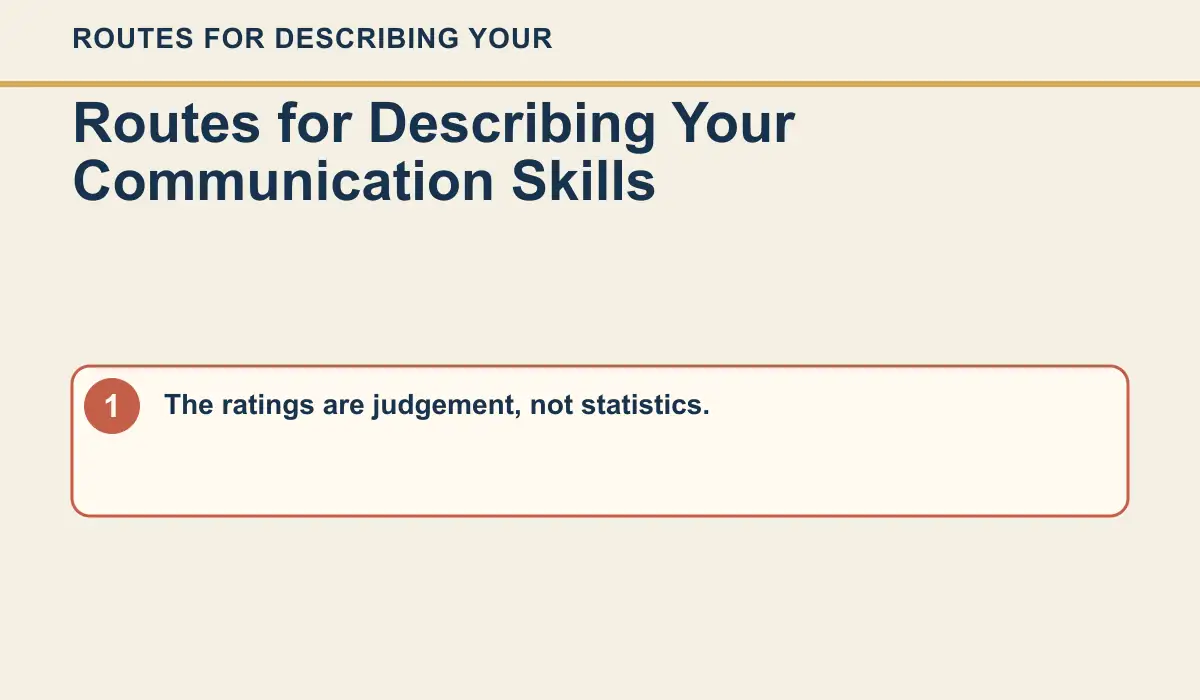 ROUTES FOR DESCRIBING YOUR
Routes for Describing Your
Communication Skills
1
The ratings are judgement, not statistics.